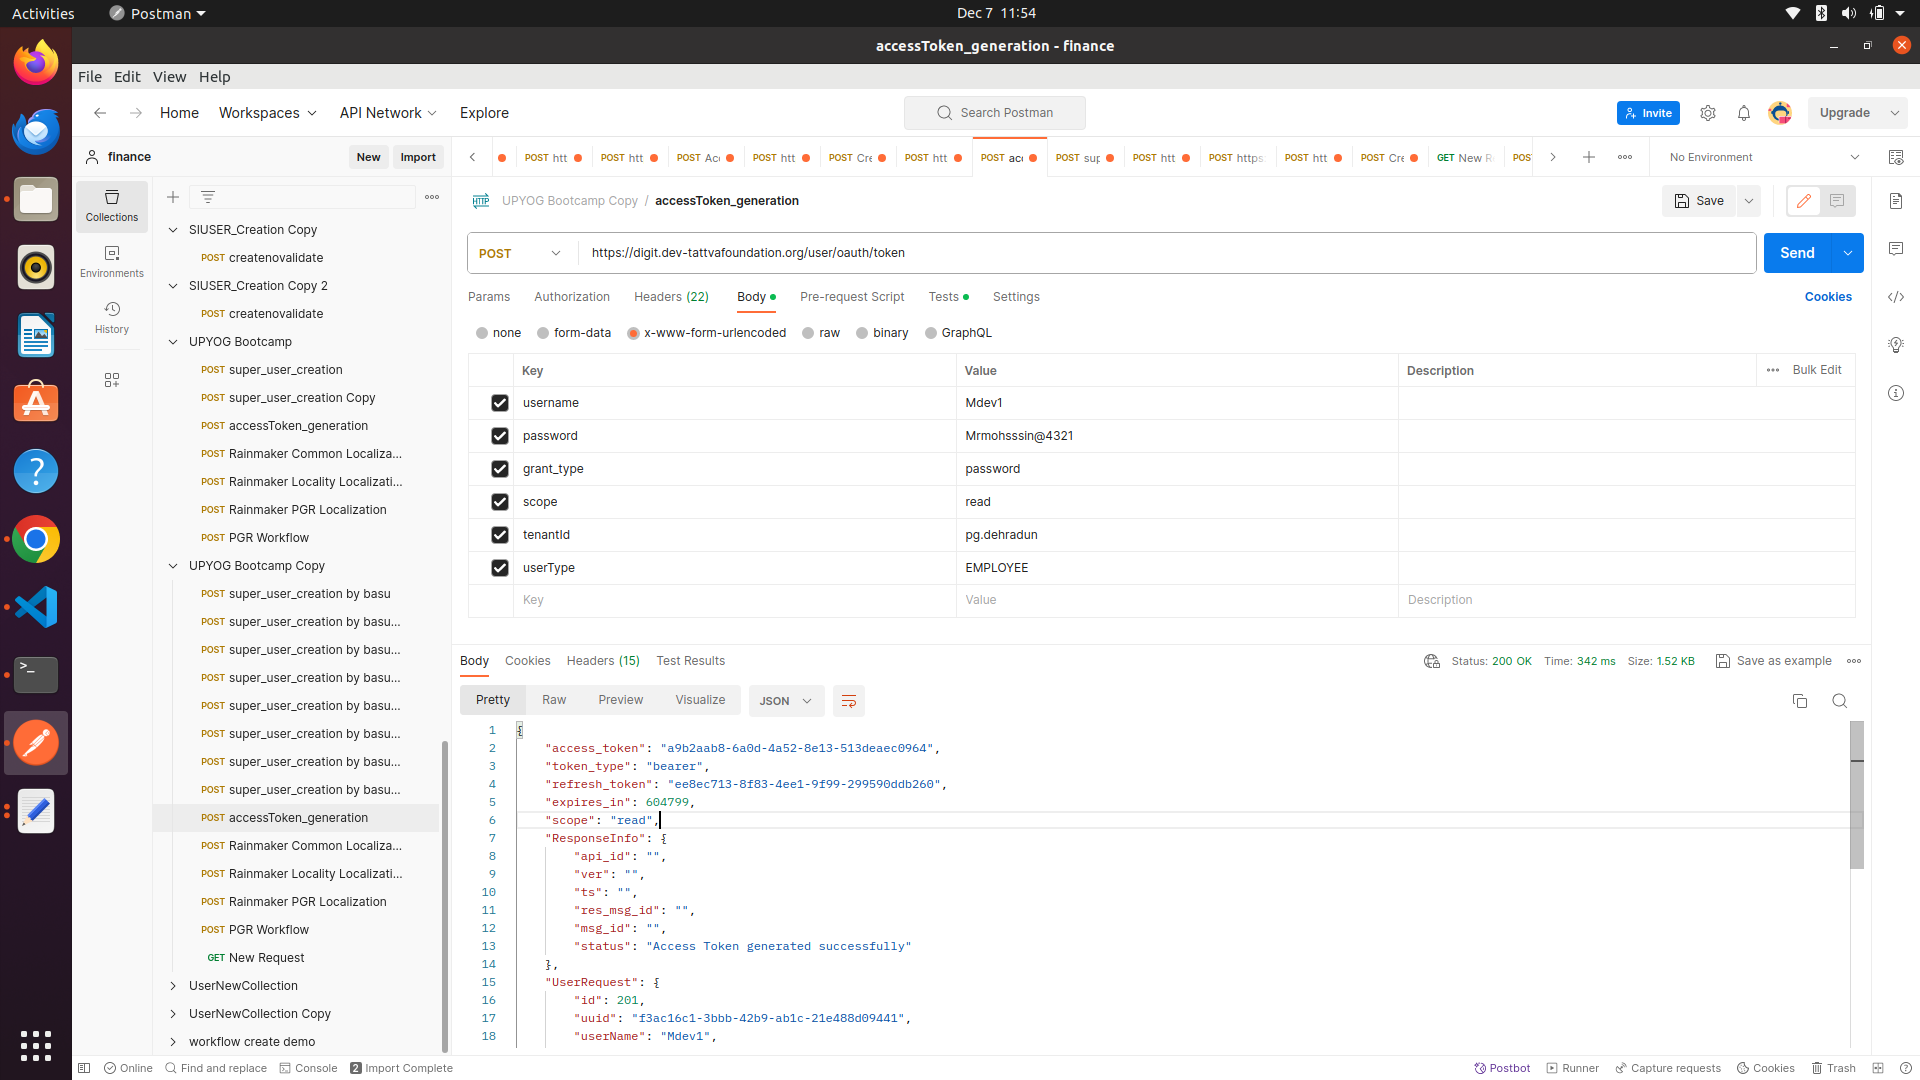 Activities
Postman
Dec 7 11:54
accessToken_generation - finance
File Edit View Help
Home
Workspaces
API Network
Explore
Search Postman
Invite
Upgrade
finance
New
Import
POST htt
POST htt
POST Acc
POST htt
POST Cre
POST htt
POST acc
POST sup
POST htt
POST https:
POST htt
POST Cre
GET New R
POS
No Environment
Collections
Environments
History
SIUSER_Creation Copy
POST createnovalidate
SIUSER_Creation Copy 2
POST createnovalidate
UPYOG Bootcamp
POST super_user_creation
POST super_user_creation Copy
POST accessToken_generation
POST Rainmaker Common Localiza...
POST Rainmaker Locality Localizati...
POST Rainmaker PGR Localization
POST PGR Workflow
UPYOG Bootcamp Copy
POST super_user_creation by basu
POST super_user_creation by basu...
POST super_user_creation by basu...
POST super_user_creation by basu...
POST super_user_creation by basu...
POST super_user_creation by basu...
POST super_user_creation by basu...
POST super_user_creation by basu...
POST accessToken_generation
POST Rainmaker Common Localiza...
POST Rainmaker Locality Localizati...
POST Rainmaker PGR Localization
POST PGR Workflow
GET New Request
UserNewCollection
UserNewCollection Copy
workflow create demo
HTTP UPYOG Bootcamp Copy / accessToken_generation
Save
POST https://digit.dev-tattvafoundation.org/user/oauth/token
Send
Params Authorization Headers (22) Body Pre-request Script Tests Settings
Cookies
none form-data x-www-form-urlencoded raw binary GraphQL
Key Value Description Bulk Edit
username Mdev1
password Mrmohsssin@4321
grant_type password
scope read
tenantId pg.dehradun
userType EMPLOYEE
Key Value Description
Body Cookies Headers (15) Test Results
Status: 200 OK Time: 342 ms Size: 1.52 KB
Save as example
Pretty Raw Preview Visualize JSON
1 {
2 "access_token": "a9b2aab8-6a0d-4a52-8e13-513deaec0964",
3 "token_type": "bearer",
4 "refresh_token": "ee8ec713-8f83-4ee1-9f99-299590ddb260",
5 "expires_in": 604799,
6 "scope": "read",
7 "ResponseInfo": {
8 "api_id": "",
9 "ver": "",
10 "ts": "",
11 "res_msg_id": "",
12 "msg_id": "",
13 "status": "Access Token generated successfully"
14 },
15 "UserRequest": {
16 "id": 201,
17 "uuid": "f3ac16c1-3bbb-42b9-ab1c-21e488d09441",
18 "userName": "Mdev1",
Online
Find and replace
Console
2 Import Complete
Postbot
Runner
Capture requests
Cookies
Trash